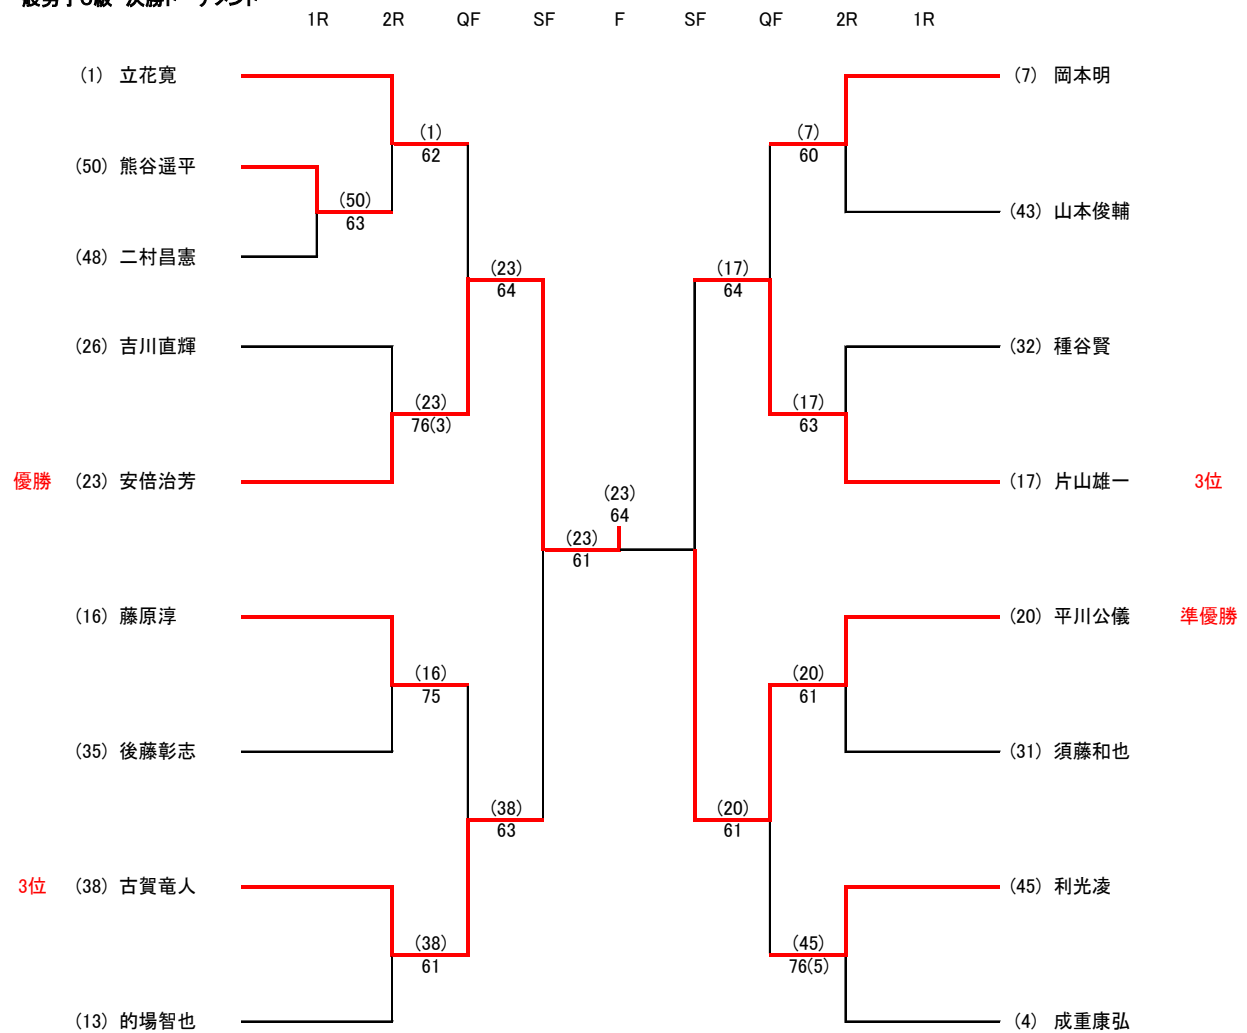 1R 2R QF SF F SF QF 2R 1R
(1) 立花寛
(7) 岡本明
(1)
62
(7)
60
(50) 熊谷遥平
(50)
63
(43) 山本俊輔
(48) 二村昌憲
(23)
64
(17)
64
(26) 吉川直輝
(32) 種谷賢
(23)
76(3)
(17)
63
優勝 (23) 安倍治芳
(17) 片山雄一 3位
(23)
64
(23)
61
(16) 藤原淳
(20) 平川公儀 準優勝
(16)
75
(20)
61
(35) 後藤彰志
(31) 須藤和也
(38)
63
(20)
61
3位 (38) 古賀竜人
(45) 利光凌
(38)
61
(45)
76(5)
(13) 的場智也
(4) 成重康弘